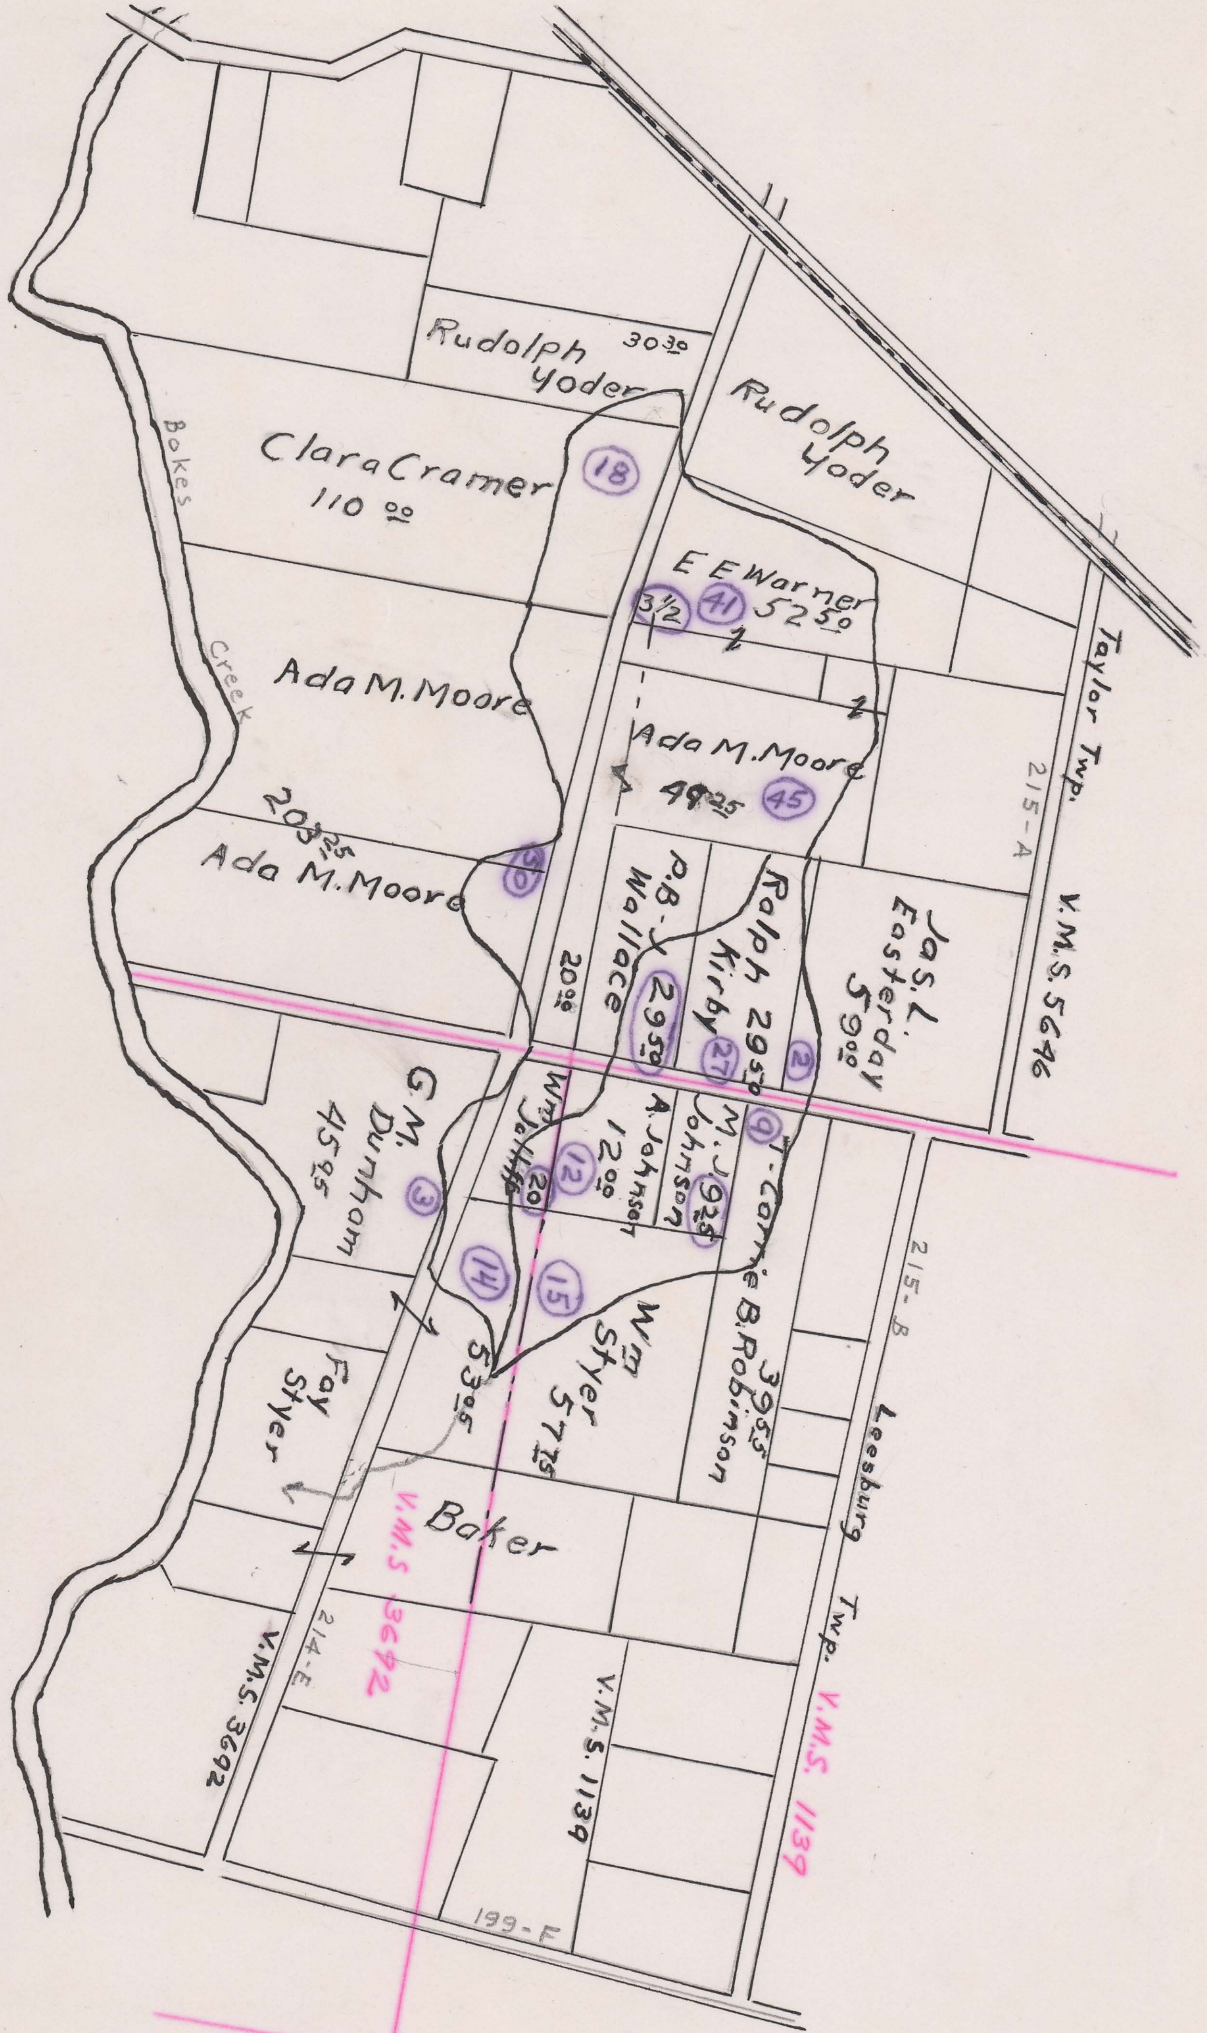 Rudolph
Yoder
30 30
Rudolph
Yoder
Clara Cramer
110 00
18
Bokes
Creek
E E Warner
52 50
3 1/2
41
Taylor Twp.
215-A
V.M.S. 5646
Ada M. Moore
Ada M. Moore
45
203 25
Ada M. Moore
50
P.B-J
Wallace
29 50
20 00
Ralph
Kirby
29 50
27
2
Jas. L.
Easterday
59 00
G M.
Dunham
45 95
3
Wm Jolliff
20
12
12 00
A. Johnson
M. J.
Johnson
9 25
9
T-Carrie B. Robinson
39 55
215-B
Leesburg Twp.
14
15
Wm
Styer
57 75
53 05
Fay
Styer
Baker
V.M.S 3692
214-E
V.M.S. 3692
V.M.S. 1139
V.M.S. 1139
199-F